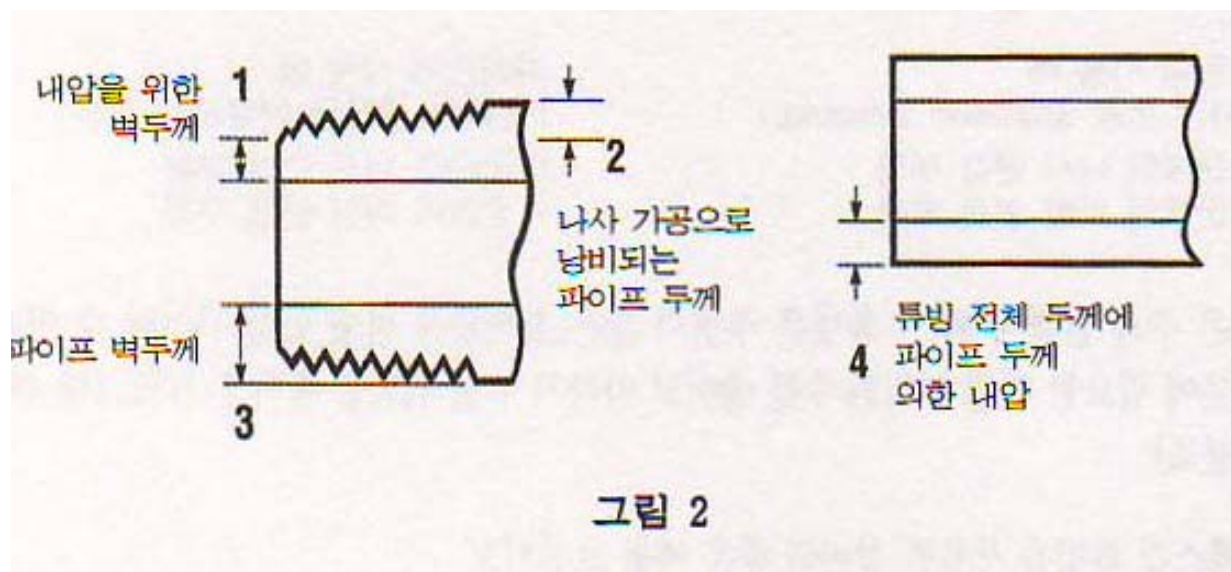 내압을 위한
벽두께
1
2
나사 가공으로
낭비되는
파이프 두께
파이프 벽두께
3
4
튜빙 전체 두께에
파이프 두께
의한 내압
그림 2